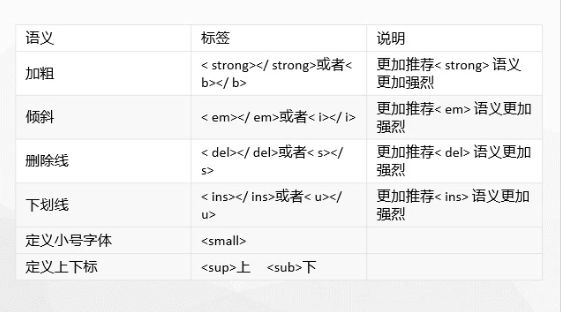 语义 标签 说明
加粗 < strong></ strong>或者< b></ b> 更加推荐< strong> 语义更加强烈
倾斜 < em></ em>或者< i></ i> 更加推荐< em> 语义更加强烈
删除线 < del></ del>或者< s></ s> 更加推荐< del> 语义更加强烈
下划线 < ins></ ins>或者< u></ u> 更加推荐< ins> 语义更加强烈
定义小号字体 <small>
定义上下标 <sup>上 <sub>下